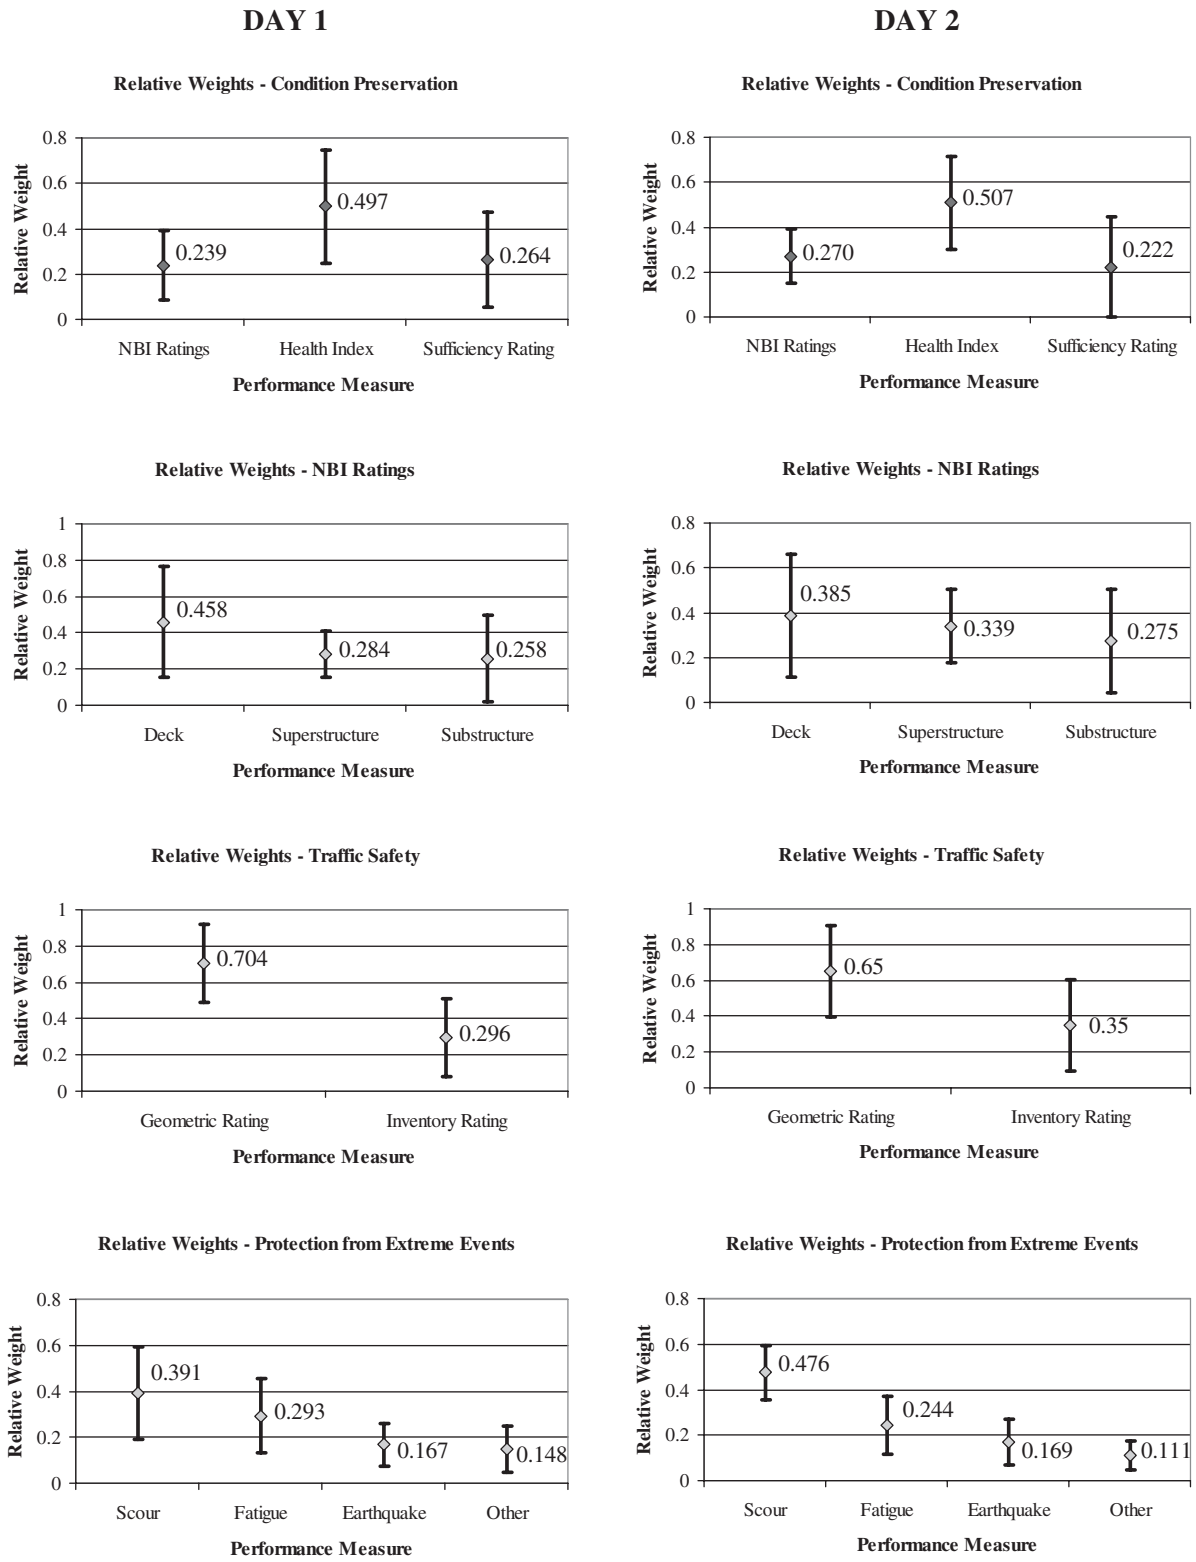 DAY 1
DAY 2
Relative Weights - Condition Preservation
Relative Weight
0.8
0.6
0.4
0.2
0
0.239
0.497
0.264
NBI Ratings Health Index Sufficiency Rating
Performance Measure
Relative Weights - Condition Preservation
Relative Weight
0.8
0.6
0.4
0.2
0
0.270
0.507
0.222
NBI Ratings Health Index Sufficiency Rating
Performance Measure
Relative Weights - NBI Ratings
Relative Weight
1
0.8
0.6
0.4
0.2
0
0.458
0.284
0.258
Deck Superstructure Substructure
Performance Measure
Relative Weights - NBI Ratings
Relative Weight
0.8
0.6
0.4
0.2
0
0.385
0.339
0.275
Deck Superstructure Substructure
Performance Measure
Relative Weights - Traffic Safety
Relative Weight
1
0.8
0.6
0.4
0.2
0
0.704
0.296
Geometric Rating Inventory Rating
Performance Measure
Relative Weights - Traffic Safety
Relative Weight
1
0.8
0.6
0.4
0.2
0
0.65
0.35
Geometric Rating Inventory Rating
Performance Measure
Relative Weights - Protection from Extreme Events
Relative Weight
0.8
0.6
0.4
0.2
0
0.391
0.293
0.167
0.148
Scour Fatigue Earthquake Other
Performance Measure
Relative Weights - Protection from Extreme Events
Relative Weight
0.8
0.6
0.4
0.2
0
0.476
0.244
0.169
0.111
Scour Fatigue Earthquake Other
Performance Measure